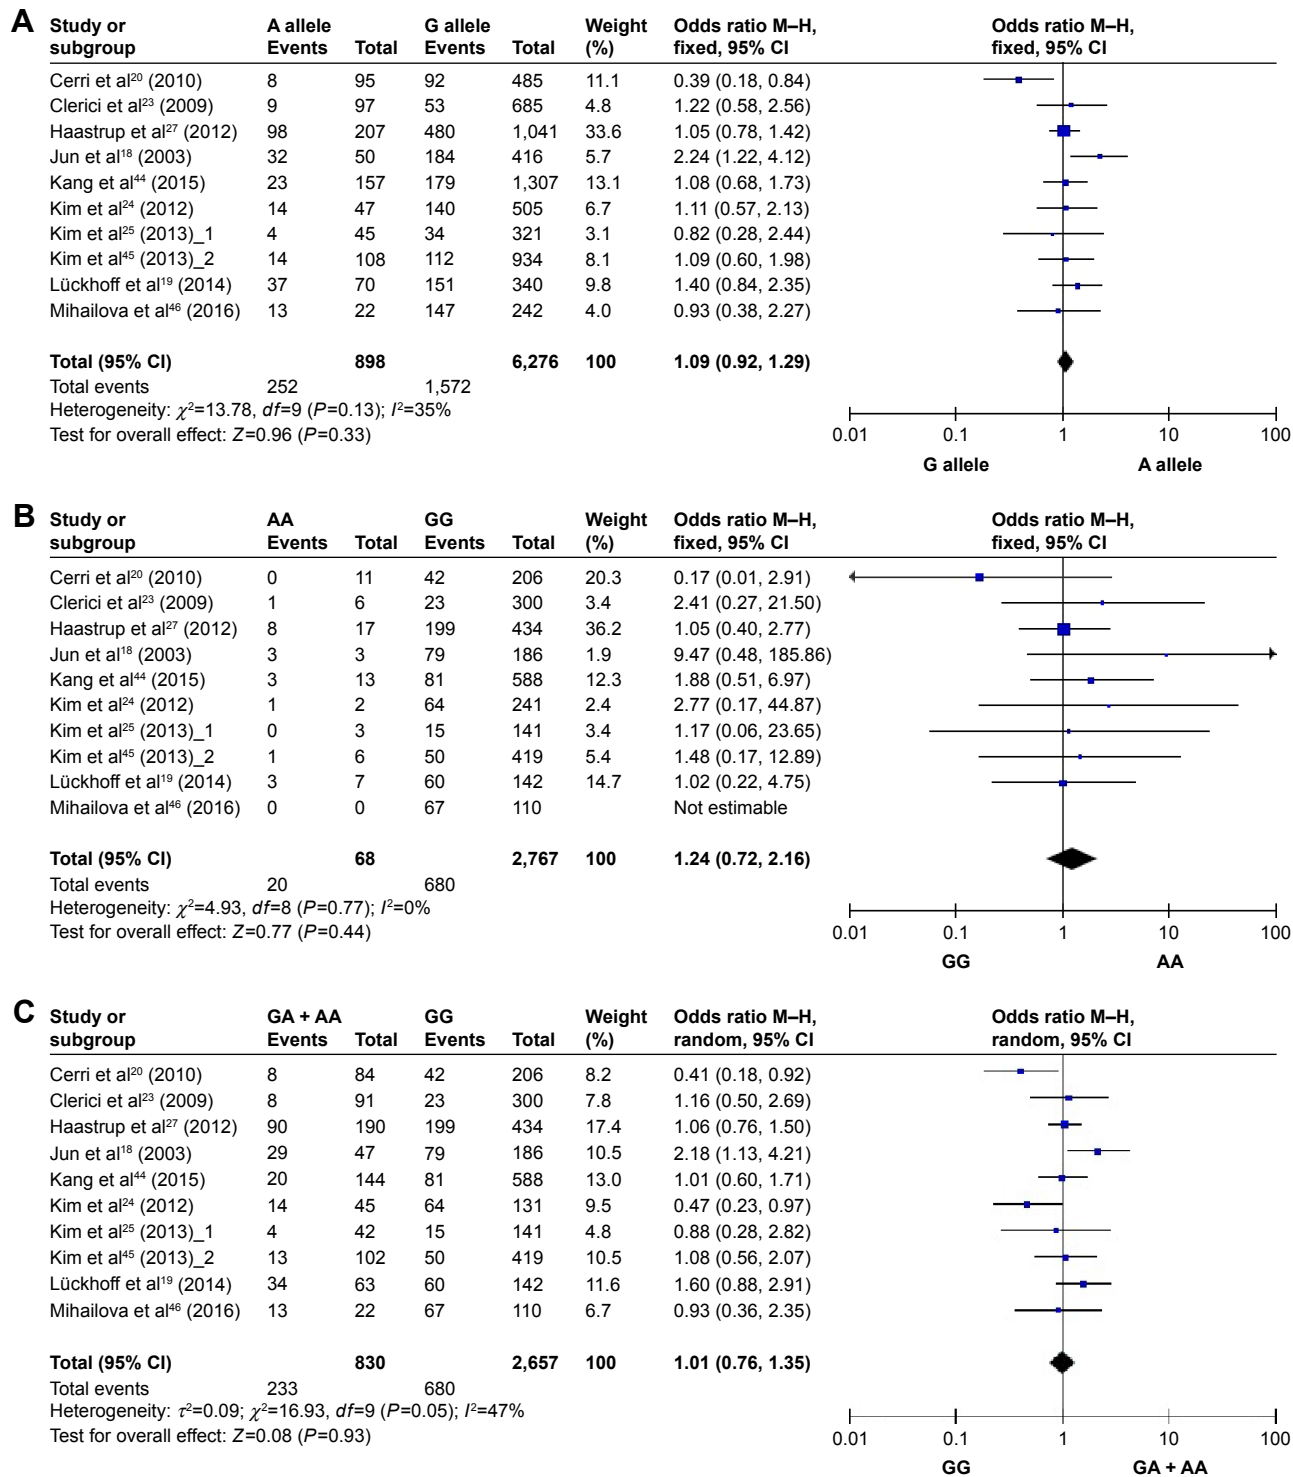 A Study or A allele G allele Weight Odds ratio M–H, Odds ratio M–H,
subgroup Events Total Events Total (%) fixed, 95% CI fixed, 95% CI
Cerri et al20 (2010) 8 95 92 485 11.1 0.39 (0.18, 0.84)
Clerici et al23 (2009) 9 97 53 685 4.8 1.22 (0.58, 2.56)
Haastrup et al27 (2012) 98 207 480 1,041 33.6 1.05 (0.78, 1.42)
Jun et al18 (2003) 32 50 184 416 5.7 2.24 (1.22, 4.12)
Kang et al44 (2015) 23 157 179 1,307 13.1 1.08 (0.68, 1.73)
Kim et al24 (2012) 14 47 140 505 6.7 1.11 (0.57, 2.13)
Kim et al25 (2013)_1 4 45 34 321 3.1 0.82 (0.28, 2.44)
Kim et al45 (2013)_2 14 108 112 934 8.1 1.09 (0.60, 1.98)
Lückhoff et al19 (2014) 37 70 151 340 9.8 1.40 (0.84, 2.35)
Mihailova et al46 (2016) 13 22 147 242 4.0 0.93 (0.38, 2.27)
Total (95% CI) 898 6,276 100 1.09 (0.92, 1.29)
Total events 252 1,572
Heterogeneity: χ2=13.78, df=9 (P=0.13); I2=35%
Test for overall effect: Z=0.96 (P=0.33)
0.01 0.1 1 10 100
G allele A allele
B Study or AA GG Weight Odds ratio M–H, Odds ratio M–H,
subgroup Events Total Events Total (%) fixed, 95% CI fixed, 95% CI
Cerri et al20 (2010) 0 11 42 206 20.3 0.17 (0.01, 2.91)
Clerici et al23 (2009) 1 6 23 300 3.4 2.41 (0.27, 21.50)
Haastrup et al27 (2012) 8 17 199 434 36.2 1.05 (0.40, 2.77)
Jun et al18 (2003) 3 3 79 186 1.9 9.47 (0.48, 185.86)
Kang et al44 (2015) 3 13 81 588 12.3 1.88 (0.51, 6.97)
Kim et al24 (2012) 1 2 64 241 2.4 2.77 (0.17, 44.87)
Kim et al25 (2013)_1 0 3 15 141 3.4 1.17 (0.06, 23.65)
Kim et al45 (2013)_2 1 6 50 419 5.4 1.48 (0.17, 12.89)
Lückhoff et al19 (2014) 3 7 60 142 14.7 1.02 (0.22, 4.75)
Mihailova et al46 (2016) 0 0 67 110 Not estimable
Total (95% CI) 68 2,767 100 1.24 (0.72, 2.16)
Total events 20 680
Heterogeneity: χ2=4.93, df=8 (P=0.77); I2=0%
Test for overall effect: Z=0.77 (P=0.44)
0.01 0.1 1 10 100
GG AA
C Study or GA + AA GG Weight Odds ratio M–H, Odds ratio M–H,
subgroup Events Total Events Total (%) random, 95% CI random, 95% CI
Cerri et al20 (2010) 8 84 42 206 8.2 0.41 (0.18, 0.92)
Clerici et al23 (2009) 8 91 23 300 7.8 1.16 (0.50, 2.69)
Haastrup et al27 (2012) 90 190 199 434 17.4 1.06 (0.76, 1.50)
Jun et al18 (2003) 29 47 79 186 10.5 2.18 (1.13, 4.21)
Kang et al44 (2015) 20 144 81 588 13.0 1.01 (0.60, 1.71)
Kim et al24 (2012) 14 45 64 131 9.5 0.47 (0.23, 0.97)
Kim et al25 (2013)_1 4 42 15 141 4.8 0.88 (0.28, 2.82)
Kim et al45 (2013)_2 13 102 50 419 10.5 1.08 (0.56, 2.07)
Lückhoff et al19 (2014) 34 63 60 142 11.6 1.60 (0.88, 2.91)
Mihailova et al46 (2016) 13 22 67 110 6.7 0.93 (0.36, 2.35)
Total (95% CI) 830 2,657 100 1.01 (0.76, 1.35)
Total events 233 680
Heterogeneity: τ2=0.09; χ2=16.93, df=9 (P=0.05); I2=47%
Test for overall effect: Z=0.08 (P=0.93)
0.01 0.1 1 10 100
GG GA + AA